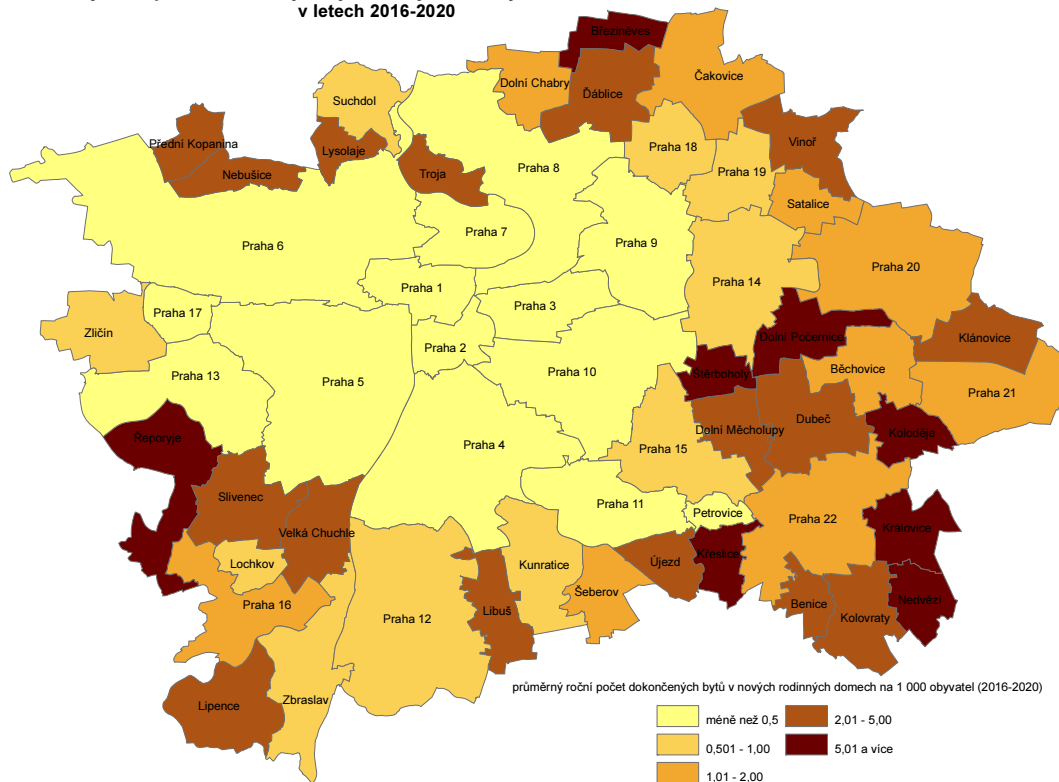 v letech 2016-2020
Březiněves
Dolní Chabry
Čakovice
Ďáblice
Suchdol
Přední Kopanina
Lysolaje
Praha 18
Vinoř
Nebušice
Troja
Praha 8
Praha 19
Satalice
Praha 7
Praha 6
Praha 9
Praha 20
Praha 1
Praha 14
Praha 3
Praha 17
Zličín
Dolní Počernice
Klánovice
Praha 2
Praha 13
Praha 5
Praha 10
Štěrboholy
Běchovice
Praha 21
Dubeč
Dolní Měcholupy
Koloděje
Řeporyje
Praha 4
Praha 15
Slivenec
Praha 11
Petrovice
Praha 22
Královice
Velká Chuchle
Lochkov
Kunratice
Újezd
Křeslice
Šeberov
Nedvězí
Praha 16
Benice
Libuš
Praha 12
Kolovraty
Zbraslav
Lipence
průměrný roční počet dokončených bytů v nových rodinných domech na 1 000 obyvatel (2016-2020)
méně než 0,5
2,01 - 5,00
0,501 - 1,00
5,01 a více
1,01 - 2,00